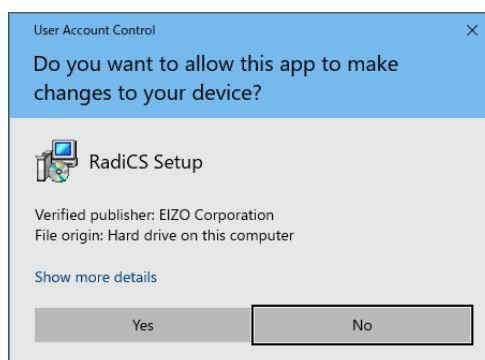 User Account Control
Do you want to allow this app to make
changes to your device?
RadiCS Setup
Verified publisher: EIZO Corporation
File origin: Hard drive on this computer
Show more details
Yes
No